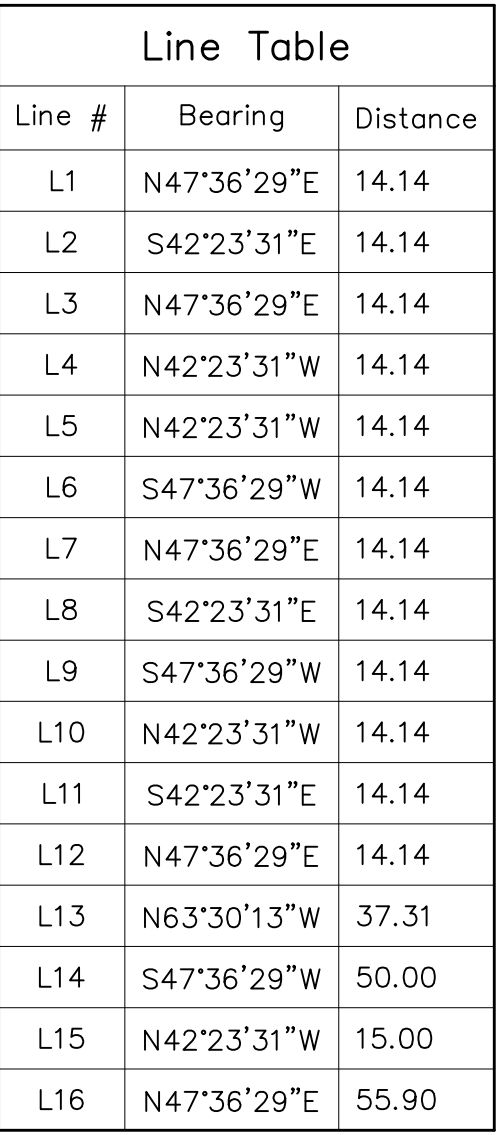 Line Table
Line # Bearing Distance
L1 N47°36'29"E 14.14
L2 S42°23'31"E 14.14
L3 N47°36'29"E 14.14
L4 N42°23'31"W 14.14
L5 N42°23'31"W 14.14
L6 S47°36'29"W 14.14
L7 N47°36'29"E 14.14
L8 S42°23'31"E 14.14
L9 S47°36'29"W 14.14
L10 N42°23'31"W 14.14
L11 S42°23'31"E 14.14
L12 N47°36'29"E 14.14
L13 N63°30'13"W 37.31
L14 S47°36'29"W 50.00
L15 N42°23'31"W 15.00
L16 N47°36'29"E 55.90